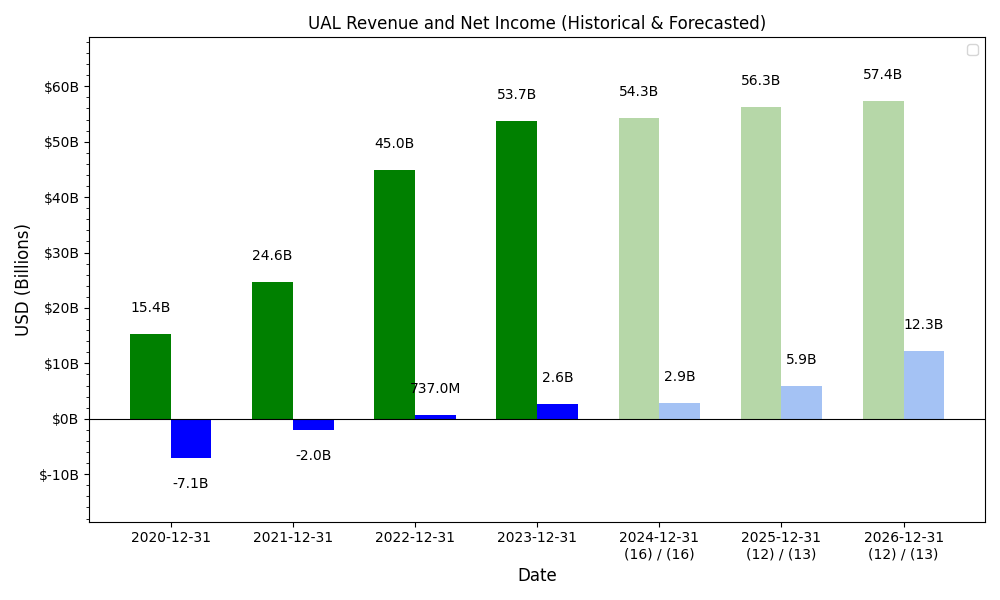 UAL Revenue and Net Income (Historical & Forecasted)
USD (Billions)
$60B
$50B
$40B
$30B
$20B
$10B
$0B
$-10B
15.4B
24.6B
45.0B
53.7B
54.3B
56.3B
57.4B
-7.1B
-2.0B
737.0M
2.6B
2.9B
5.9B
12.3B
2020-12-31
2021-12-31
2022-12-31
2023-12-31
2024-12-31
(16) / (16)
2025-12-31
(12) / (13)
2026-12-31
(12) / (13)
Date